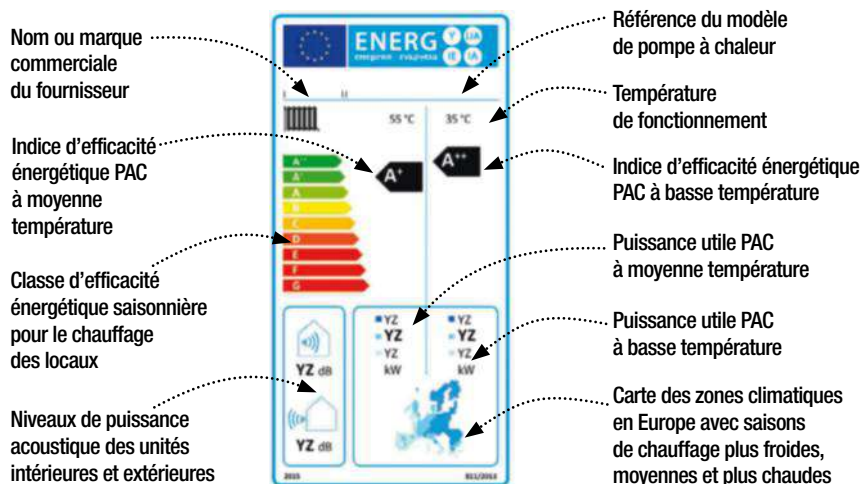 Nom ou marque
commerciale
du fournisseur
Indice d’efficacité
énergétique PAC
à moyenne
température
Classe d’efficacité
énergétique saisonnière
pour le chauffage
des locaux
Niveaux de puissance
acoustique des unités
intérieures et extérieures
ENERG
Y IJA
IE IA
I II
55 °C 35 °C
A++
A+
A
B
C
D
E
F
G
A+
A++
YZ dB
YZ dB
YZ YZ
YZ YZ
YZ YZ
kW kW
2015 811/2013
Référence du modèle
de pompe à chaleur
Température
de fonctionnement
Indice d’efficacité énergétique
PAC à basse température
Puissance utile PAC
à moyenne température
Puissance utile PAC
à basse température
Carte des zones climatiques
en Europe avec saisons
de chauffage plus froides,
moyennes et plus chaudes